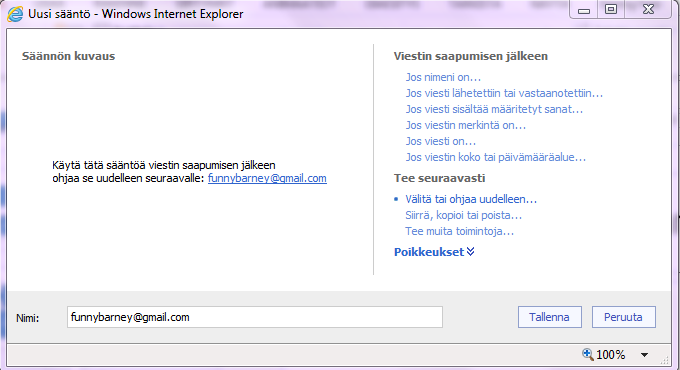 Uusi sääntö - Windows Internet Explorer
Säännön kuvaus
Käytä tätä sääntöä viestin saapumisen jälkeen
ohjaa se uudelleen seuraavalle: funnybarney@gmail.com
Viestin saapumisen jälkeen
Jos nimeni on...
Jos viesti lähetettiin tai vastaanotettiin...
Jos viesti sisältää määritetyt sanat...
Jos viestin merkintä on...
Jos viesti on...
Jos viestin koko tai päivämääräalue...
Tee seuraavasti
Välitä tai ohjaa uudelleen...
Siirrä, kopioi tai poista...
Tee muita toimintoja...
Poikkeukset
Nimi: funnybarney@gmail.com Tallenna Peruuta
100%